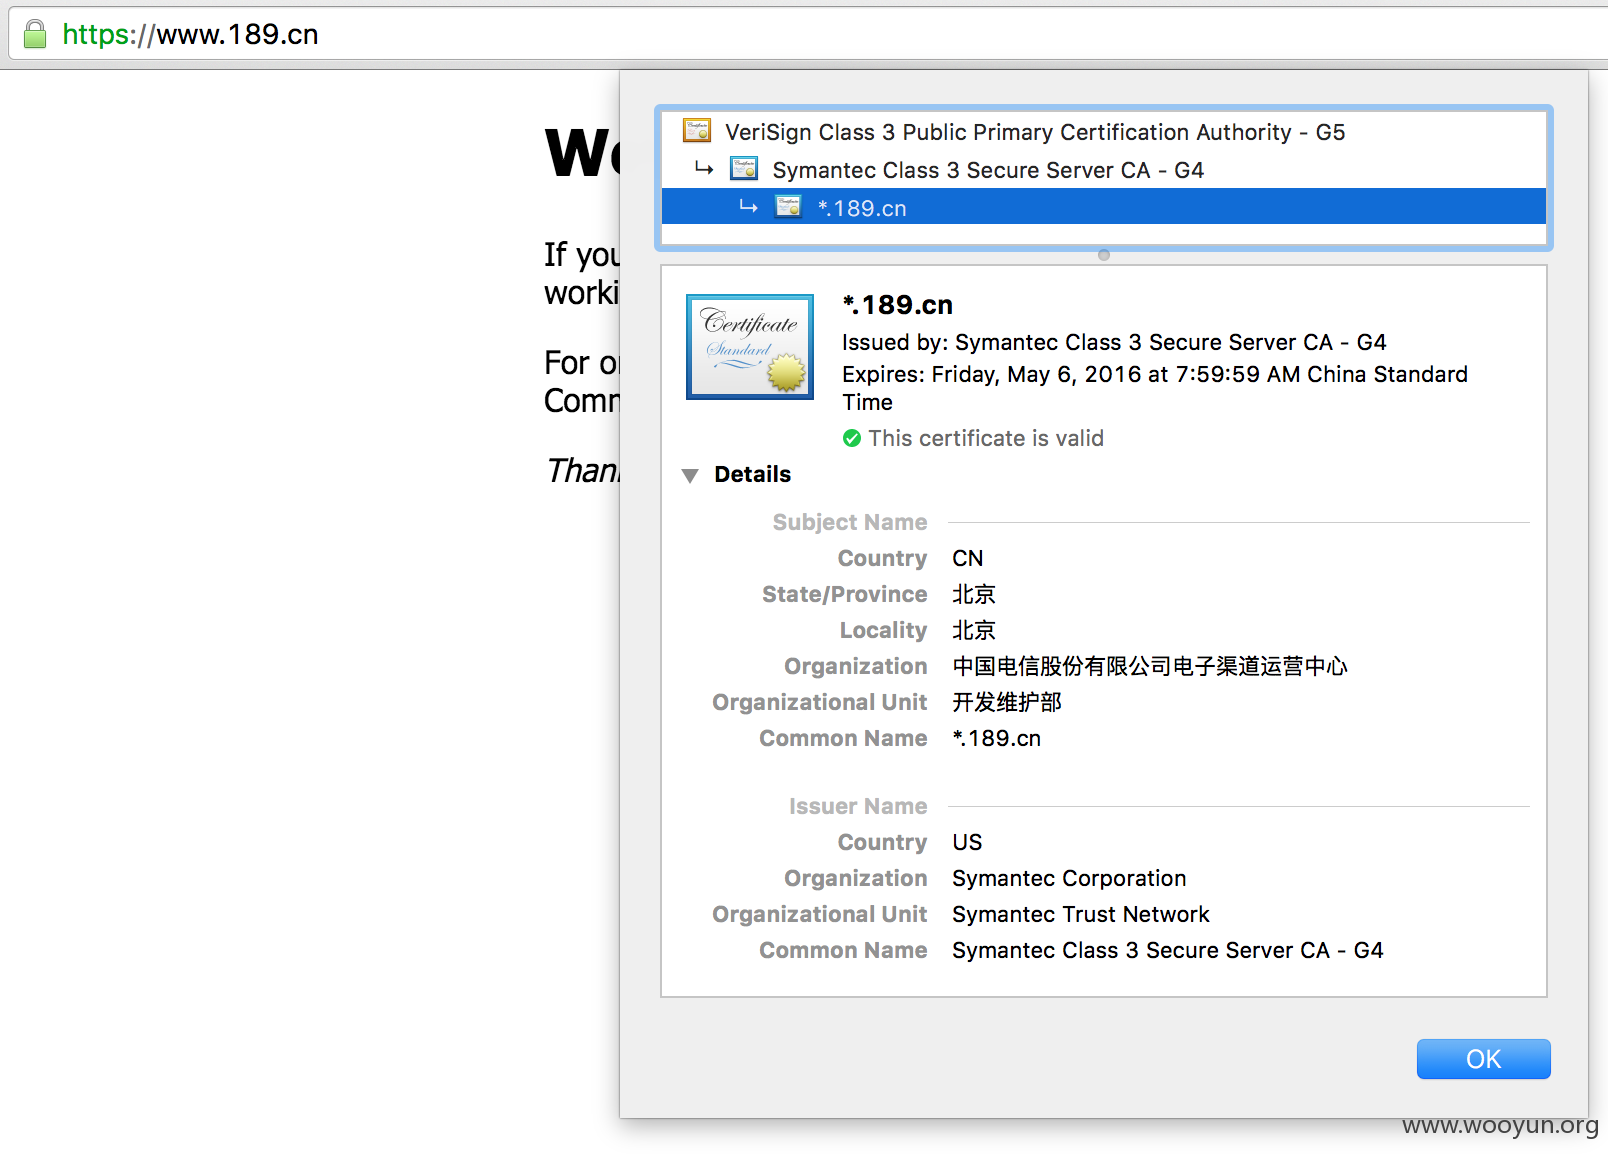 https://www.189.cn
VeriSign Class 3 Public Primary Certification Authority - G5
Symantec Class 3 Secure Server CA - G4
*.189.cn
If
For
Certificate
Standard
*.189.cn
Issued by: Symantec Class 3 Secure Server CA - G4
Expires: Friday, May 6, 2016 at 7:59:59 AM China Standard
Time
This certificate is valid
Details
Subject Name
Country CN
State/Province 北京
Locality 北京
Organization 中国电信股份有限公司电子渠道运营中心
Organizational Unit 开发维护部
Common Name *.189.cn
Issuer Name
Country US
Organization Symantec Corporation
Organizational Unit Symantec Trust Network
Common Name Symantec Class 3 Secure Server CA - G4
OK
www.wooyun.org